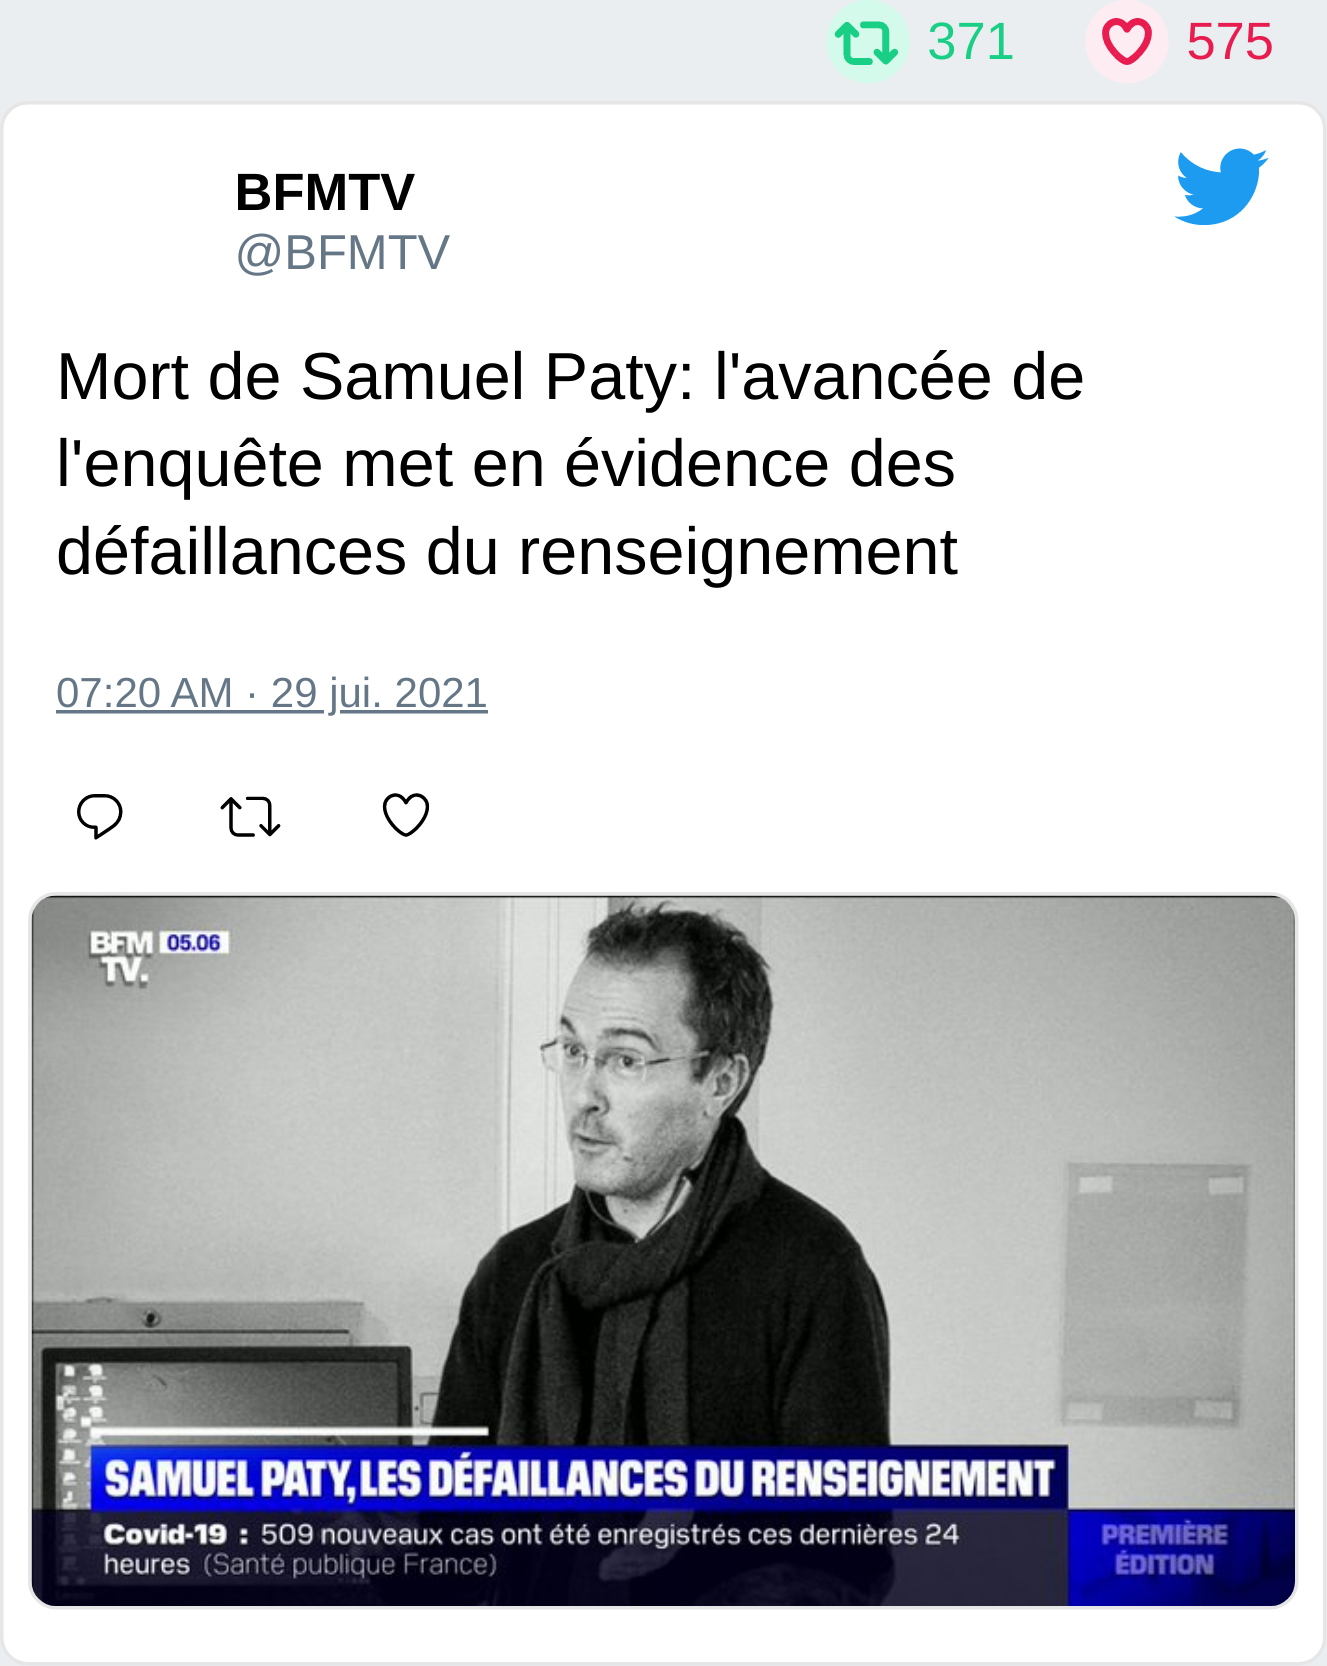 371 575
BFMTV
@BFMTV
Mort de Samuel Paty: l'avancée de
l'enquête met en évidence des
défaillances du renseignement
07:20 AM · 29 jui. 2021
BFM 05.06
TV.
SAMUEL PATY, LES DÉFAILLANCES DU RENSEIGNEMENT
Covid-19 : 509 nouveaux cas ont été enregistrés ces dernières 24
heures (Santé publique France)
PREMIÈRE
ÉDITION